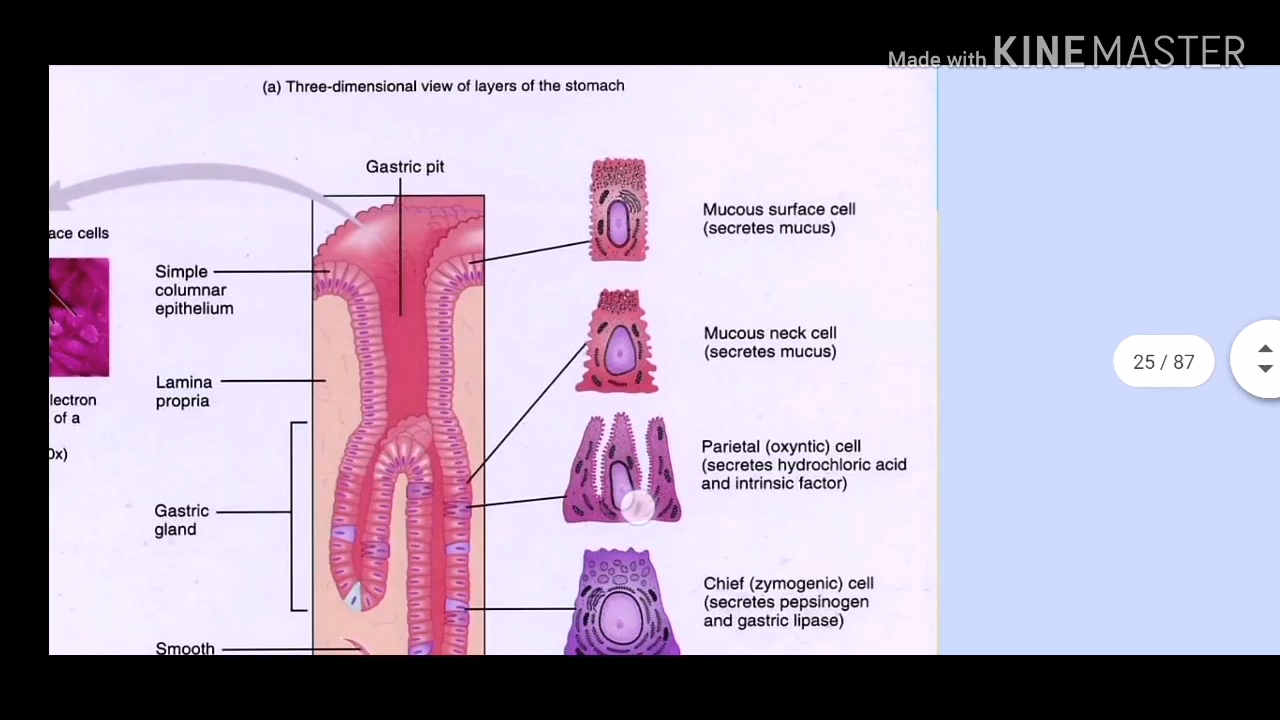 Made with KINEMASTER
(a) Three-dimensional view of layers of the stomach
Gastric pit
ace cells
Simple
columnar
epithelium
Lamina
propria
lectron
of a
0x)
Gastric
gland
Smooth
Mucous surface cell
(secretes mucus)
Mucous neck cell
(secretes mucus)
Parietal (oxyntic) cell
(secretes hydrochloric acid
and intrinsic factor)
Chief (zymogenic) cell
(secretes pepsinogen
and gastric lipase)
25 / 87